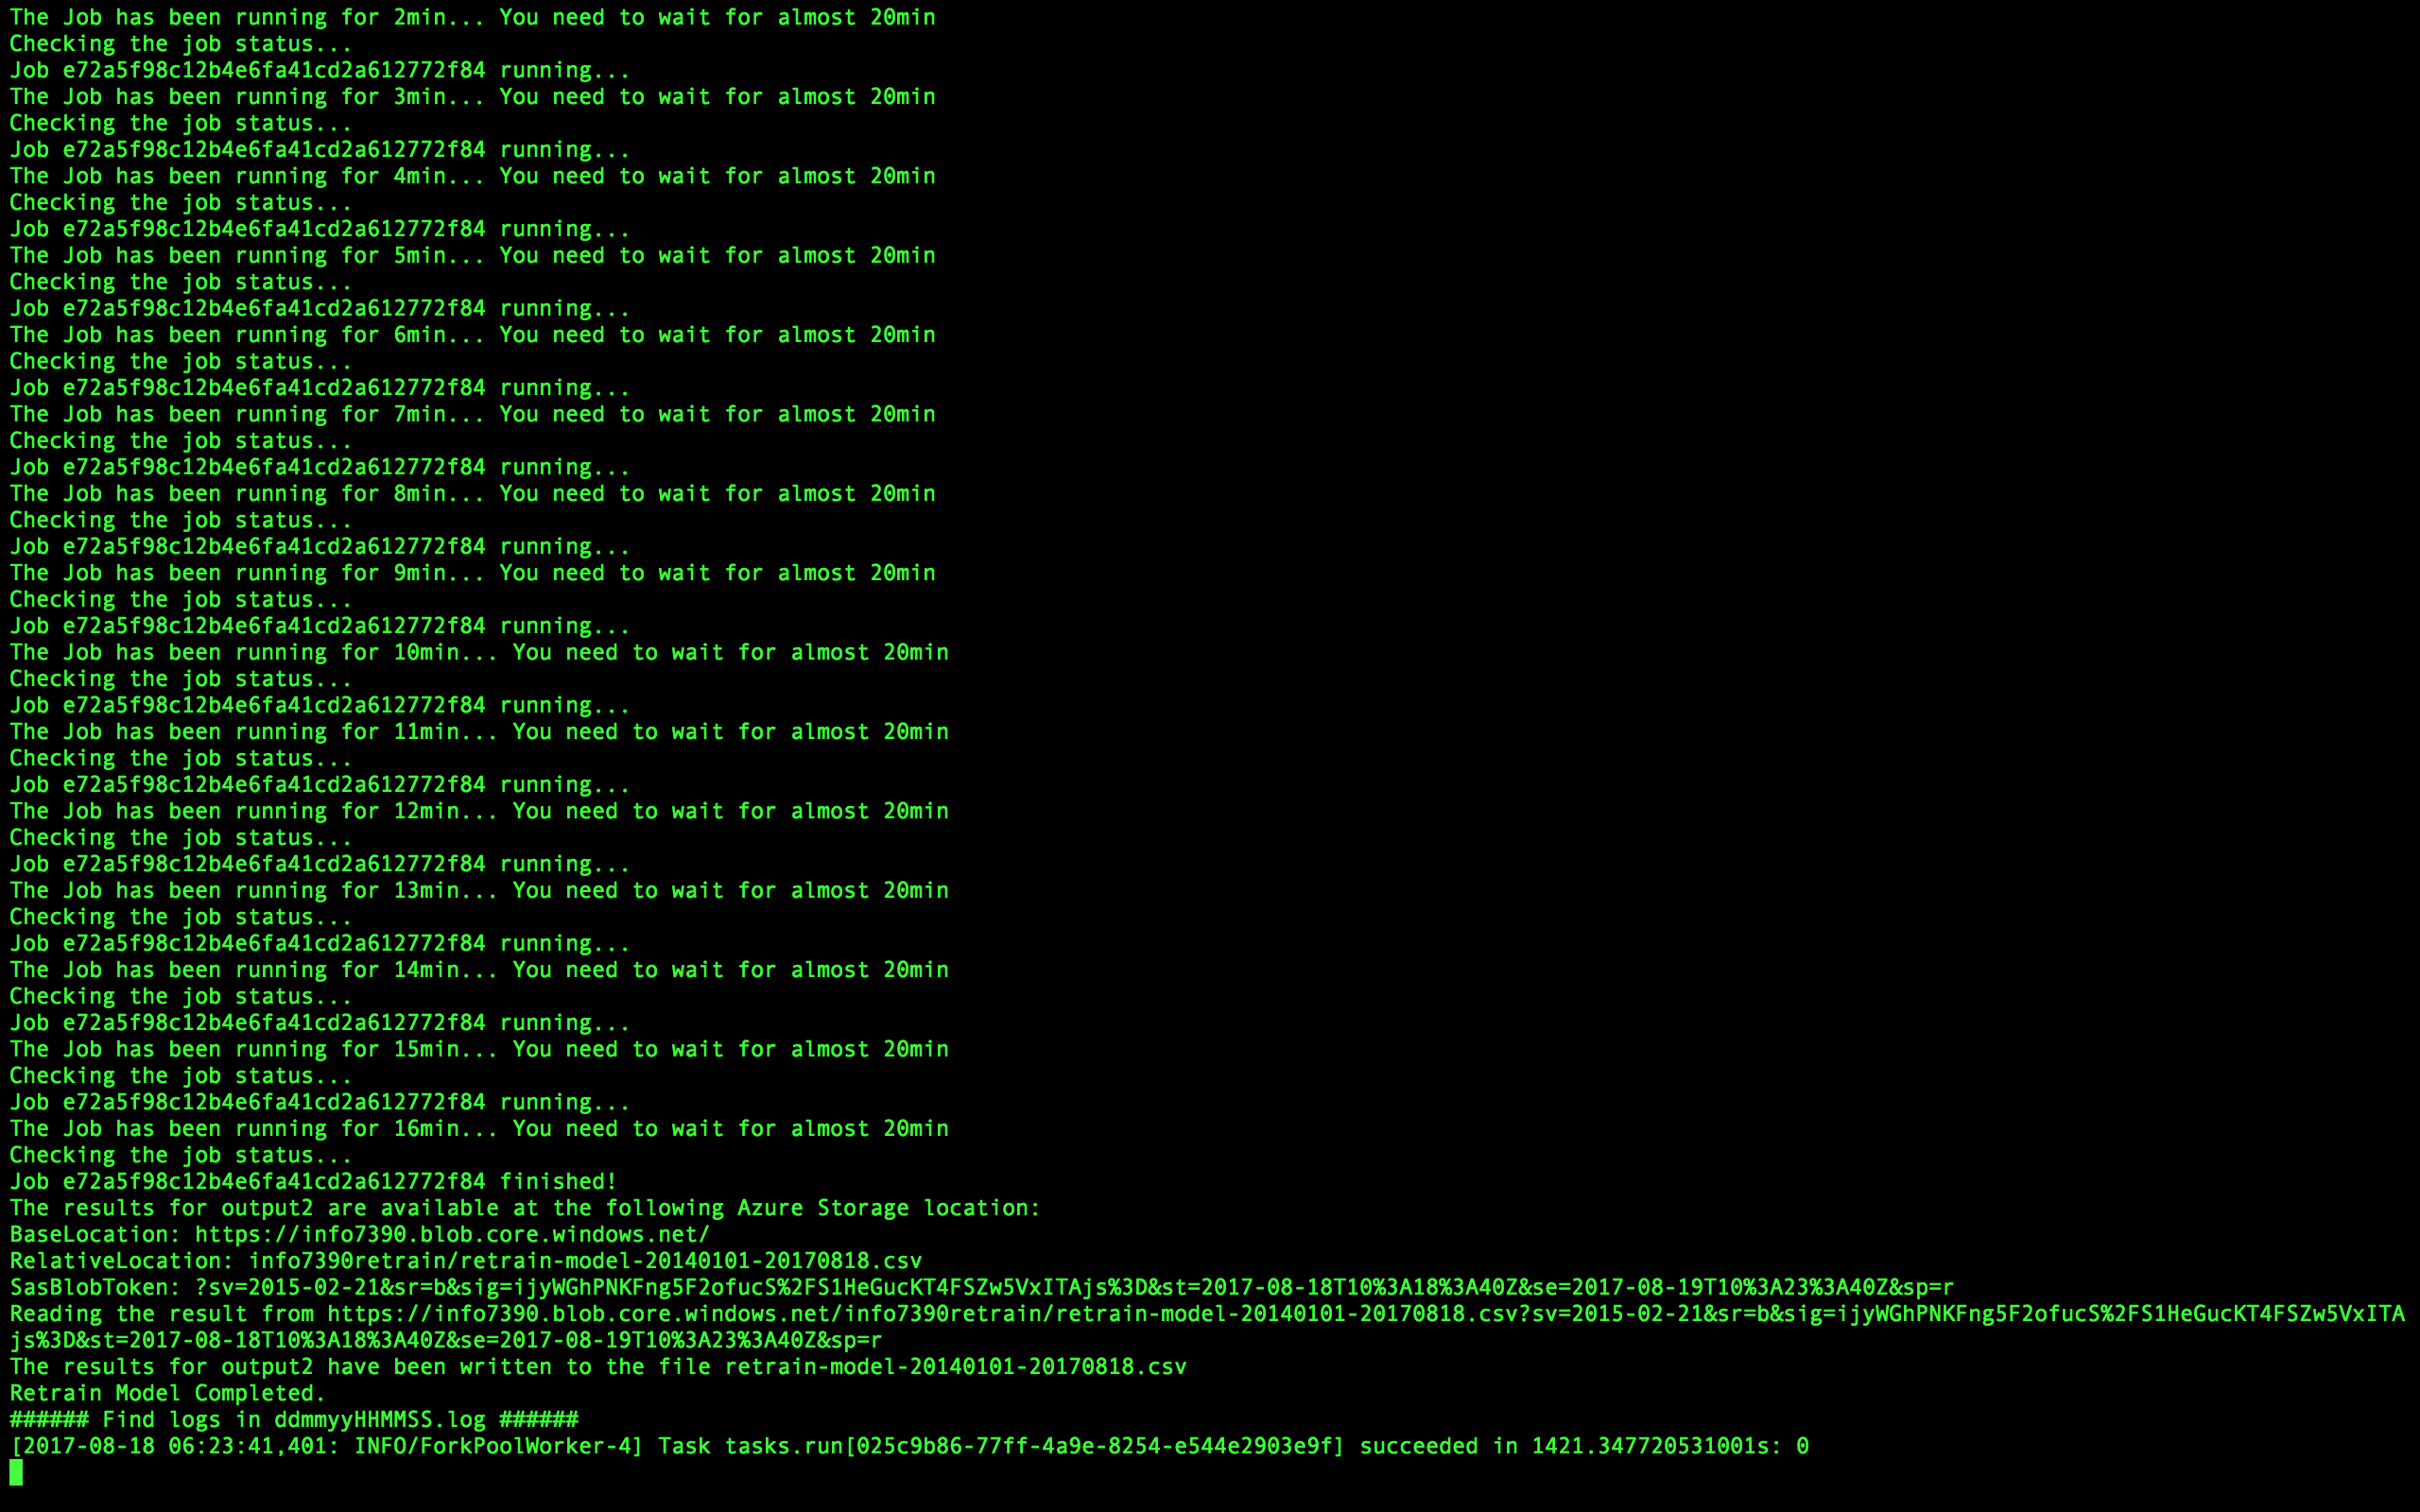 The Job has been running for 2min... You need to wait for almost 20min
Checking the job status...
Job e72a5f98c12b4e6fa41cd2a612772f84 running...
The Job has been running for 3min... You need to wait for almost 20min
Checking the job status...
Job e72a5f98c12b4e6fa41cd2a612772f84 running...
The Job has been running for 4min... You need to wait for almost 20min
Checking the job status...
Job e72a5f98c12b4e6fa41cd2a612772f84 running...
The Job has been running for 5min... You need to wait for almost 20min
Checking the job status...
Job e72a5f98c12b4e6fa41cd2a612772f84 running...
The Job has been running for 6min... You need to wait for almost 20min
Checking the job status...
Job e72a5f98c12b4e6fa41cd2a612772f84 running...
The Job has been running for 7min... You need to wait for almost 20min
Checking the job status...
Job e72a5f98c12b4e6fa41cd2a612772f84 running...
The Job has been running for 8min... You need to wait for almost 20min
Checking the job status...
Job e72a5f98c12b4e6fa41cd2a612772f84 running...
The Job has been running for 9min... You need to wait for almost 20min
Checking the job status...
Job e72a5f98c12b4e6fa41cd2a612772f84 running...
The Job has been running for 10min... You need to wait for almost 20min
Checking the job status...
Job e72a5f98c12b4e6fa41cd2a612772f84 running...
The Job has been running for 11min... You need to wait for almost 20min
Checking the job status...
Job e72a5f98c12b4e6fa41cd2a612772f84 running...
The Job has been running for 12min... You need to wait for almost 20min
Checking the job status...
Job e72a5f98c12b4e6fa41cd2a612772f84 running...
The Job has been running for 13min... You need to wait for almost 20min
Checking the job status...
Job e72a5f98c12b4e6fa41cd2a612772f84 running...
The Job has been running for 14min... You need to wait for almost 20min
Checking the job status...
Job e72a5f98c12b4e6fa41cd2a612772f84 running...
The Job has been running for 15min... You need to wait for almost 20min
Checking the job status...
Job e72a5f98c12b4e6fa41cd2a612772f84 running...
The Job has been running for 16min... You need to wait for almost 20min
Checking the job status...
Job e72a5f98c12b4e6fa41cd2a612772f84 finished!
The results for output2 are available at the following Azure Storage location:
BaseLocation: https://info7390.blob.core.windows.net/
RelativeLocation: info7390retrain/retrain-model-20140101-20170818.csv
SasBlobToken: ?sv=2015-02-21&sr=b&sig=ijyWGhPNKFng5F2ofucS%2FS1HeGucKT4FSZw5VxITAjs%3D&st=2017-08-18T10%3A18%3A40Z&se=2017-08-19T10%3A23%3A40Z&sp=r
Reading the result from https://info7390.blob.core.windows.net/info7390retrain/retrain-model-20140101-20170818.csv?sv=2015-02-21&sr=b&sig=ijyWGhPNKFng5F2ofucS%2FS1HeGucKT4FSZw5VxITA
js%3D&st=2017-08-18T10%3A18%3A40Z&se=2017-08-19T10%3A23%3A40Z&sp=r
The results for output2 have been written to the file retrain-model-20140101-20170818.csv
Retrain Model Completed.
###### Find logs in ddmmyyHHMMSS.log ######
[2017-08-18 06:23:41,401: INFO/ForkPoolWorker-4] Task tasks.run[025c9b86-77ff-4a9e-8254-e544e2903e9f] succeeded in 1421.347720531001s: 0